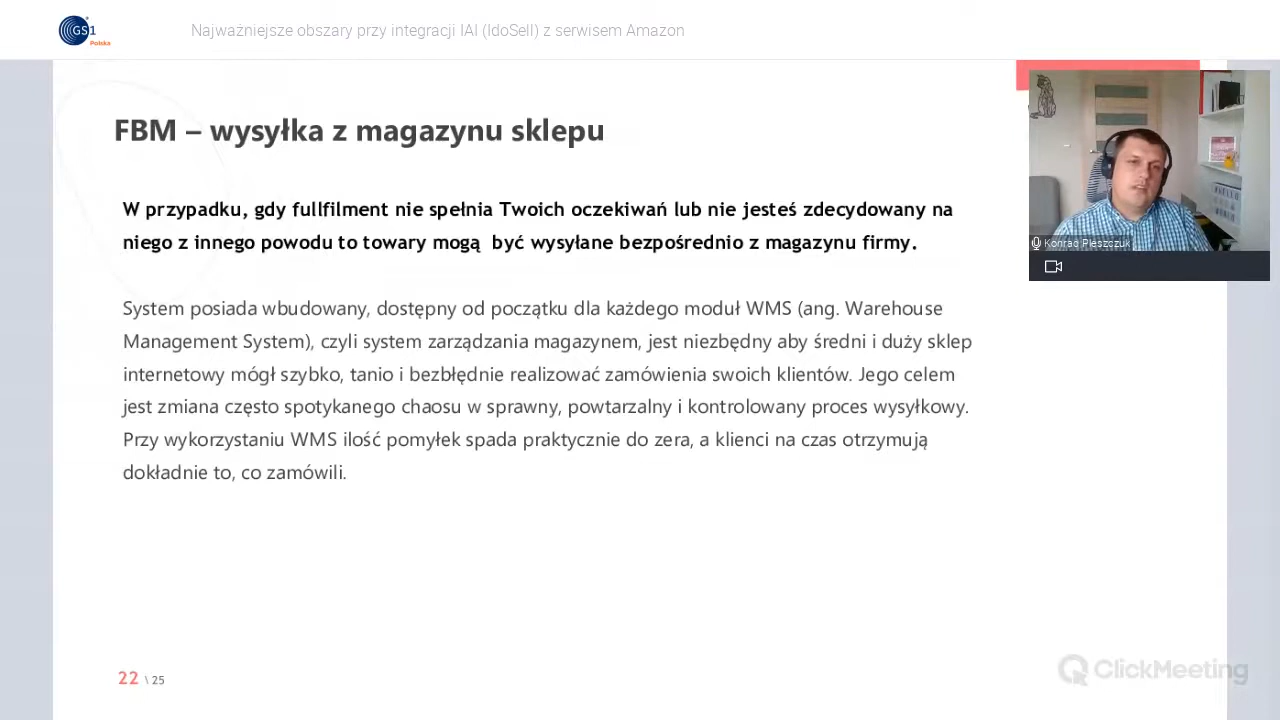 GS1
Polska
Najważniejsze obszary przy integracji IAI (IdoSell) z serwisem Amazon
FBM – wysyłka z magazynu sklepu
W przypadku, gdy fullfilment nie spełnia Twoich oczekiwań lub nie jesteś zdecydowany na
niego z innego powodu to towary mogą  być wysyłane bezpośrednio z magazynu firmy.
System posiada wbudowany, dostępny od początku dla każdego moduł WMS (ang. Warehouse
Management System), czyli system zarządzania magazynem, jest niezbędny aby średni i duży sklep
internetowy mógł szybko, tanio i bezbłędnie realizować zamówienia swoich klientów. Jego celem
jest zmiana często spotykanego chaosu w sprawny, powtarzalny i kontrolowany proces wysyłkowy.
Przy wykorzystaniu WMS ilość pomyłek spada praktycznie do zera, a klienci na czas otrzymują
dokładnie to, co zamówili.
Konrad Pleszczuk
22 \ 25
ClickMeeting